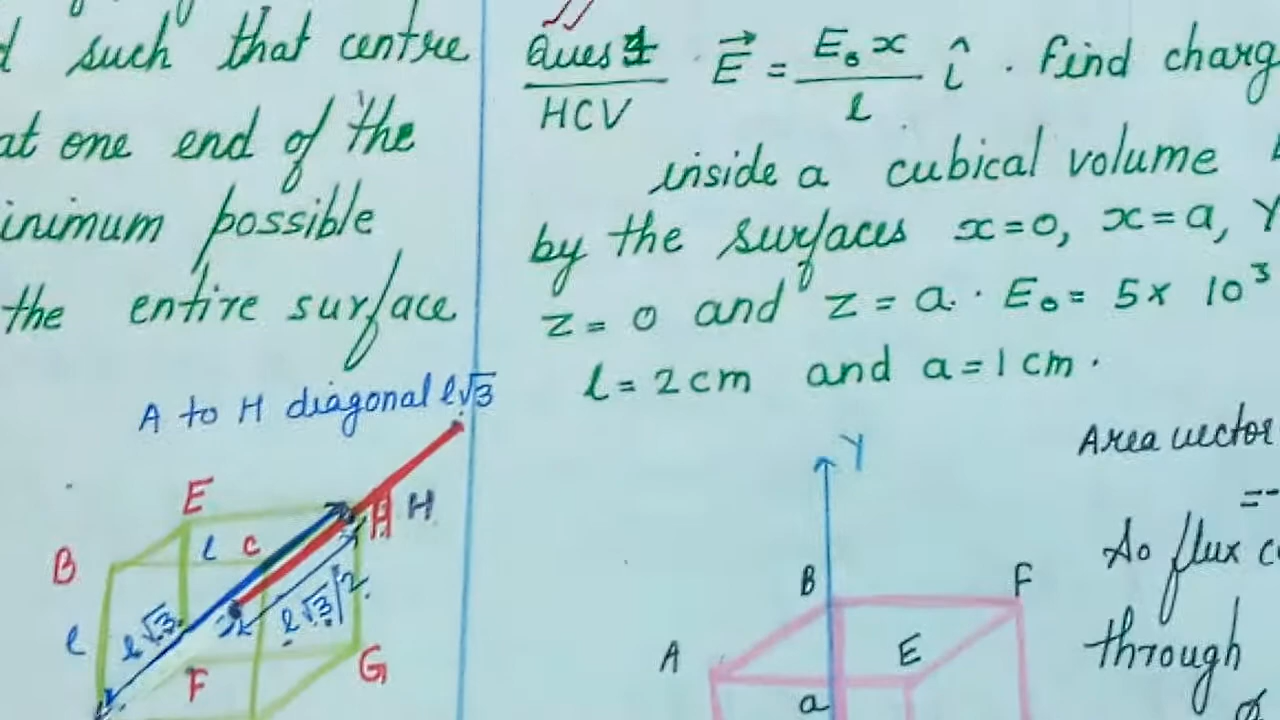 such that centre
at one end of the
possible
the entire surface
A to H diagonal l√3
E
H
H
B
l
C
l
l√3
l√3/2
F
G
Ques 1
HCV
E⃗ = E₀x/l î . Find
inside a cubical volume
by the surfaces x=0, x=a, Y
z=0 and z=a. E₀= 5× 10³
l=2cm and a=1cm.
Area vector
So flux
through
Y
B
F
A
E
a